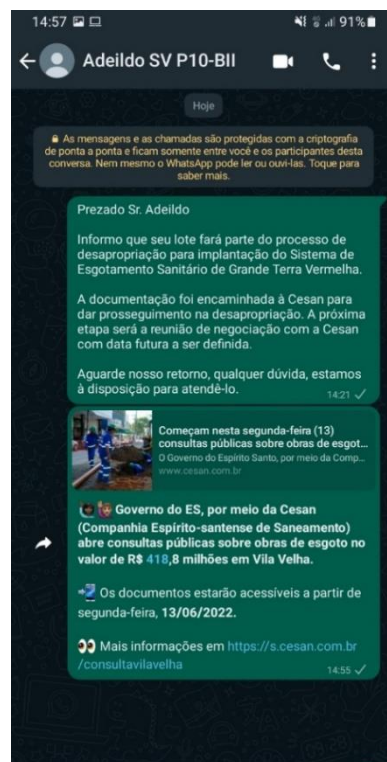 14:57 91%
Adeildo SV P10-BII
Hoje
As mensagens e as chamadas são protegidas com a criptografia
de ponta a ponta e ficam somente entre você e os participantes desta
conversa. Nem mesmo o WhatsApp pode ler ou ouvi-las. Toque para
saber mais.
Prezado Sr. Adeildo
Informo que seu lote fará parte do processo de
desapropriação para implantação do Sistema de
Esgotamento Sanitário de Grande Terra
Vermelha.
A documentação foi encaminhada à Cesan para
dar prosseguimento na desapropriação. A próxima
etapa será a reunião de negociação com a Cesan
com data futura a ser definida.
Aguarde nosso retorno, qualquer dúvida, estamos
à disposição para atendê-lo.
14:21
Começam nesta segunda-feira (13)
consultas públicas sobre obras de esgot...
O Governo do Espírito Santo, por meio da Comp...
www.cesan.com.br
Governo do ES, por meio da Cesan
(Companhia Espírito-santense de Saneamento)
abre consultas públicas sobre obras de esgoto no
valor de R$ 418,8 milhões em Vila Velha.
Os documentos estarão acessíveis a partir de
segunda-feira, 13/06/2022.
Mais informações em https://s.cesan.com.br
/consultavilavelha
14:55